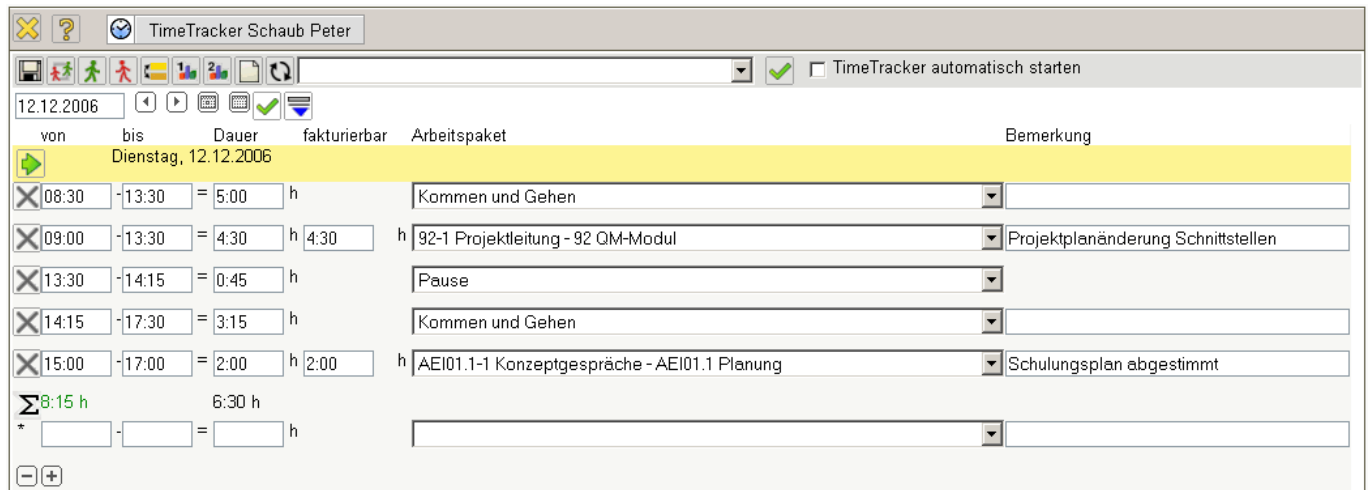 TimeTracker Schaub Peter
TimeTracker automatisch starten
12.12.2006
von bis Dauer fakturierbar Arbeitspaket Bemerkung
Dienstag, 12.12.2006
08:30 - 13:30 = 5:00 h Kommen und Gehen
09:00 - 13:30 = 4:30 h 4:30 h 92-1 Projektleitung - 92 QM-Modul Projektplanänderung Schnittstellen
13:30 - 14:15 = 0:45 h Pause
14:15 - 17:30 = 3:15 h Kommen und Gehen
15:00 - 17:00 = 2:00 h 2:00 h AEI01.1-1 Konzeptgespräche - AEI01.1 Planung Schulungsplan abgestimmt
Σ 8:15 h 6:30 h
* - = h